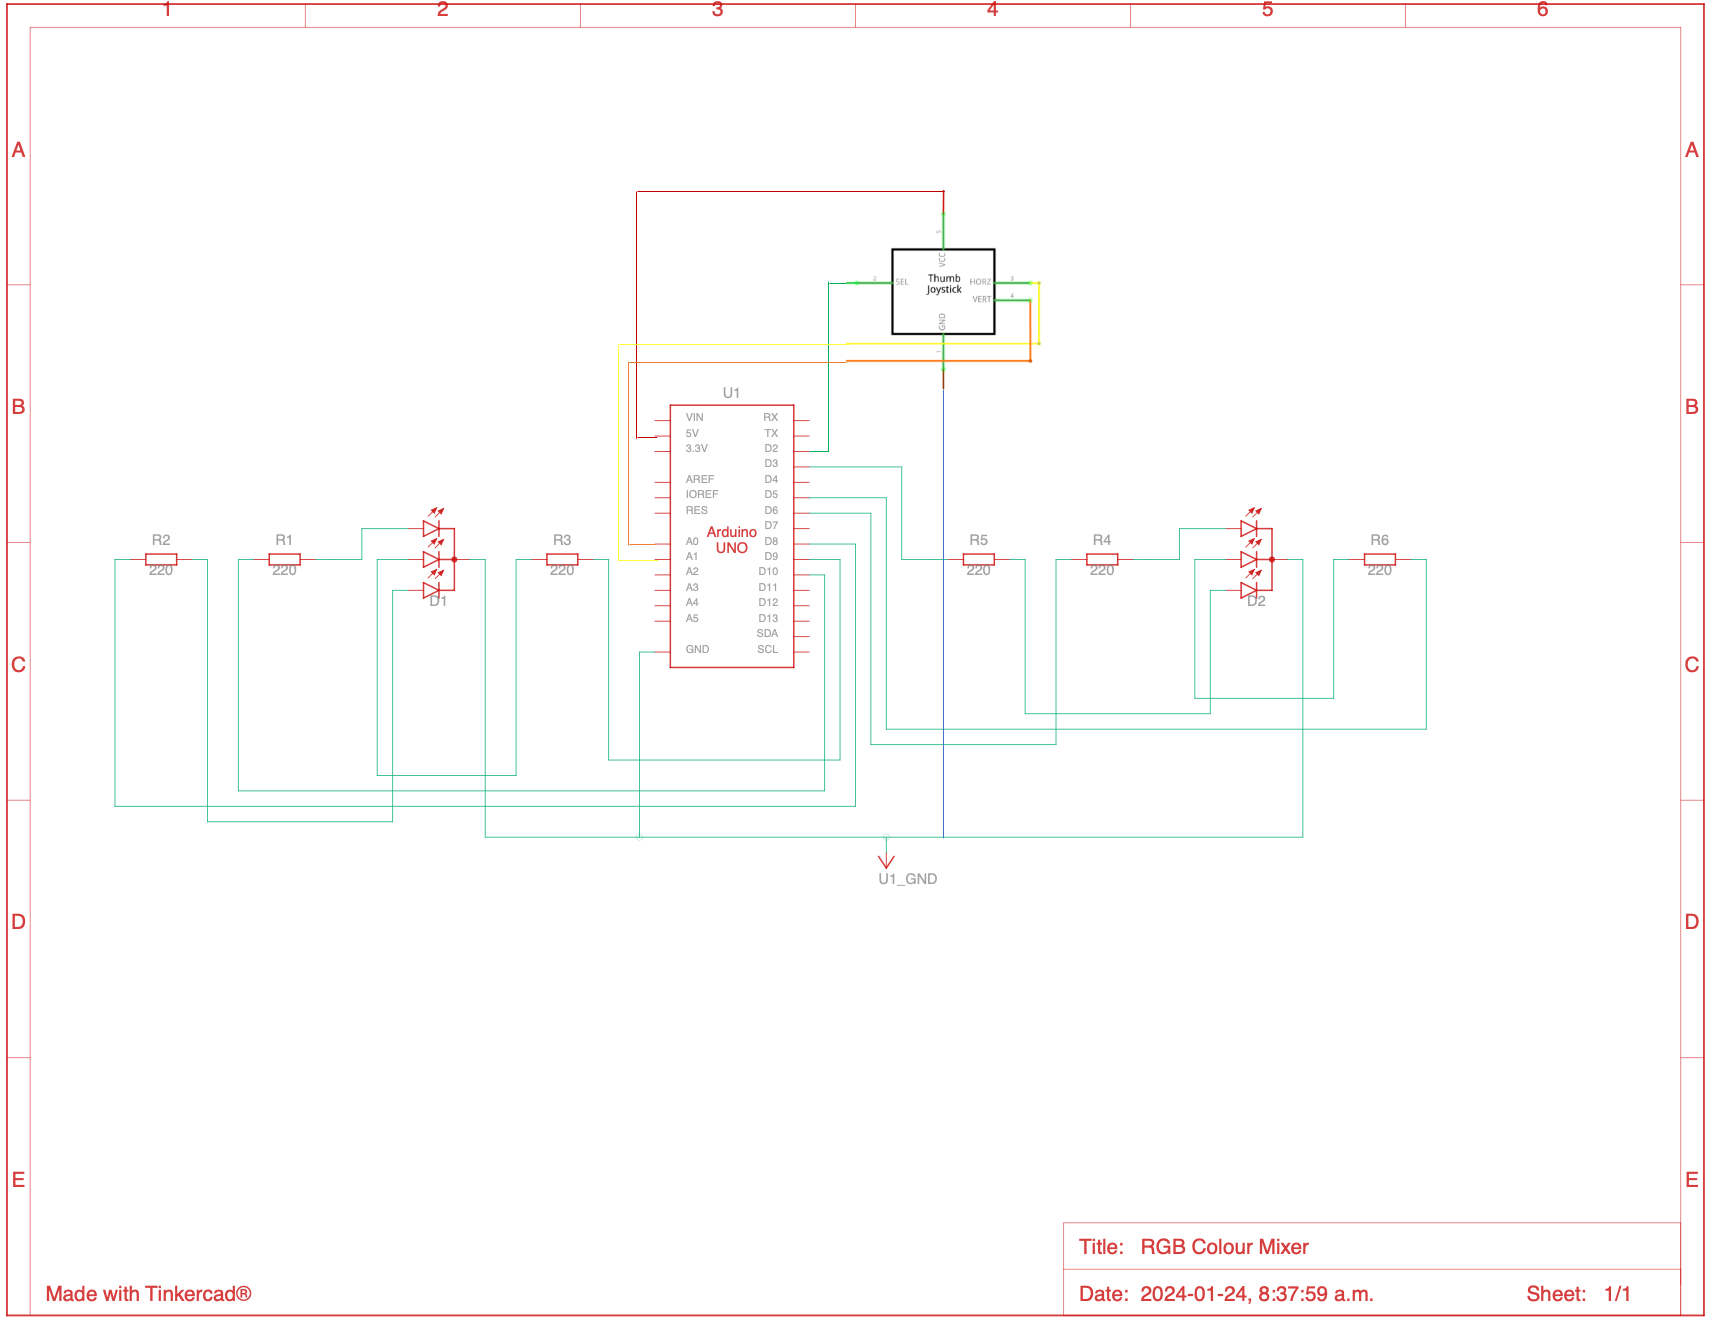 1 2 3 4 5 6
A A
5
VCC
2 SEL Thumb Joystick HORZ 3
VERT 4
GND
1
B B
U1
VIN RX
5V TX
3.3V D2
D3
AREF D4
IOREF D5
RES D6
D7
A0 D8
A1 D9
A2 D10
A3 D11
A4 D12
A5 D13
SDA
GND SCL
Arduino
UNO
R2 R1 R3 R5 R4 R6
220 220 220 220 220 220
D1 D2
C C
U1_GND
D D
E E
Title: RGB Colour Mixer
Made with Tinkercad® Date: 2024-01-24, 8:37:59 a.m. Sheet: 1/1